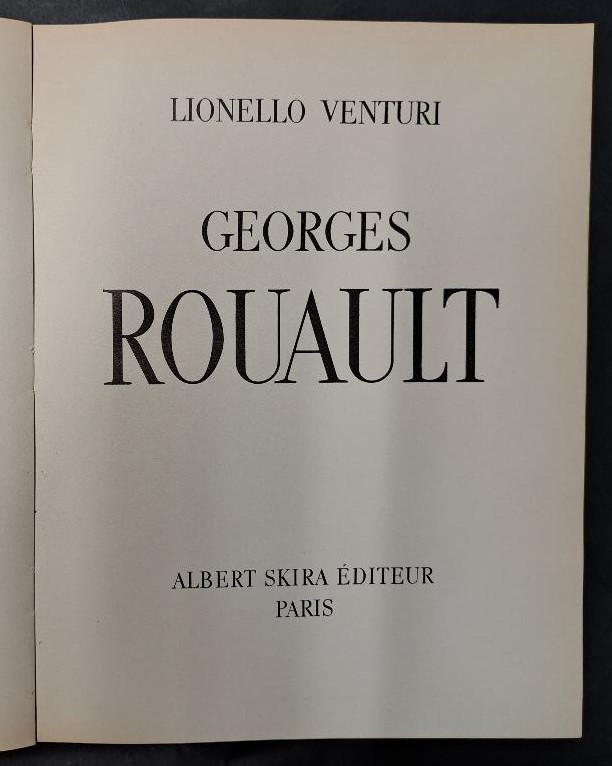 LIONELLO VENTURI
GEORGES
ROUAULT
ALBERT SKIRA ÉDITEUR
PARIS